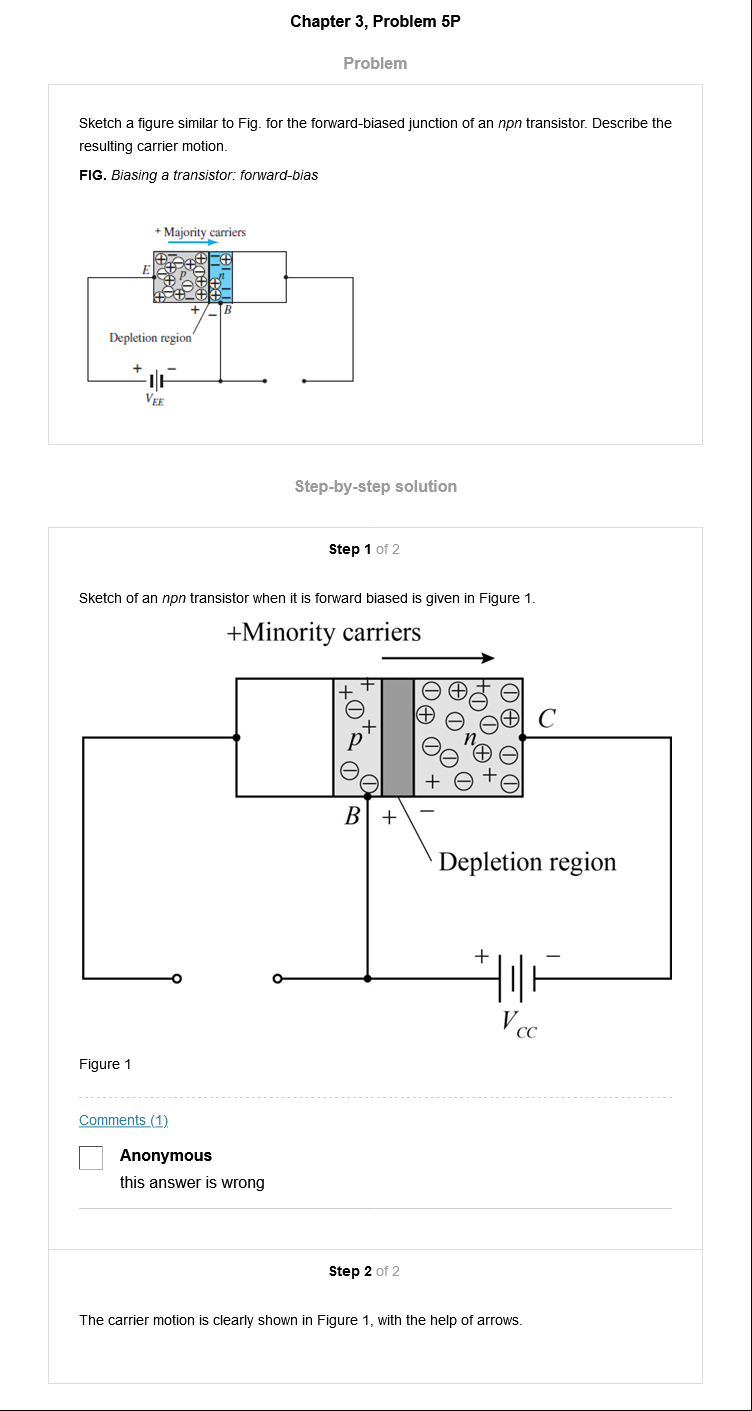 Chapter 3, Problem 5P
Problem
Sketch a figure similar to Fig. for the forward-biased junction of an npn transistor. Describe the
resulting carrier motion.
FIG. Biasing a transistor: forward-bias
+ Majority carriers
E
p
n
+ − B
Depletion region
+ −
VEE
Step-by-step solution
Step 1 of 2
Sketch of an npn transistor when it is forward biased is given in Figure 1.
+Minority carriers
p
n
C
B + −
Depletion region
+ −
VCC
Figure 1
Comments (1)
Anonymous
this answer is wrong
Step 2 of 2
The carrier motion is clearly shown in Figure 1, with the help of arrows.